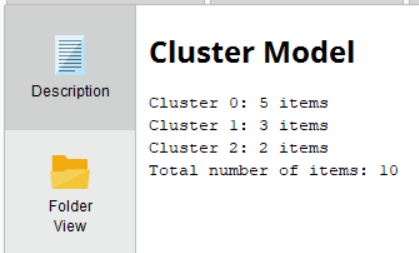 Description
Folder
View
Cluster Model
Cluster 0: 5 items
Cluster 1: 3 items
Cluster 2: 2 items
Total number of items: 10